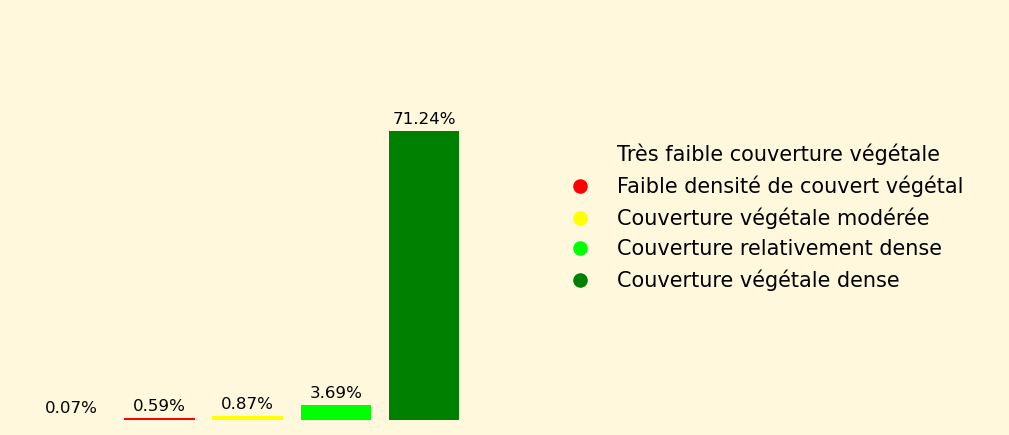 71.24%
3.69%
0.87%
0.59%
0.07%
Très faible couverture végétale
Faible densité de couvert végétal
Couverture végétale modérée
Couverture relativement dense
Couverture végétale dense